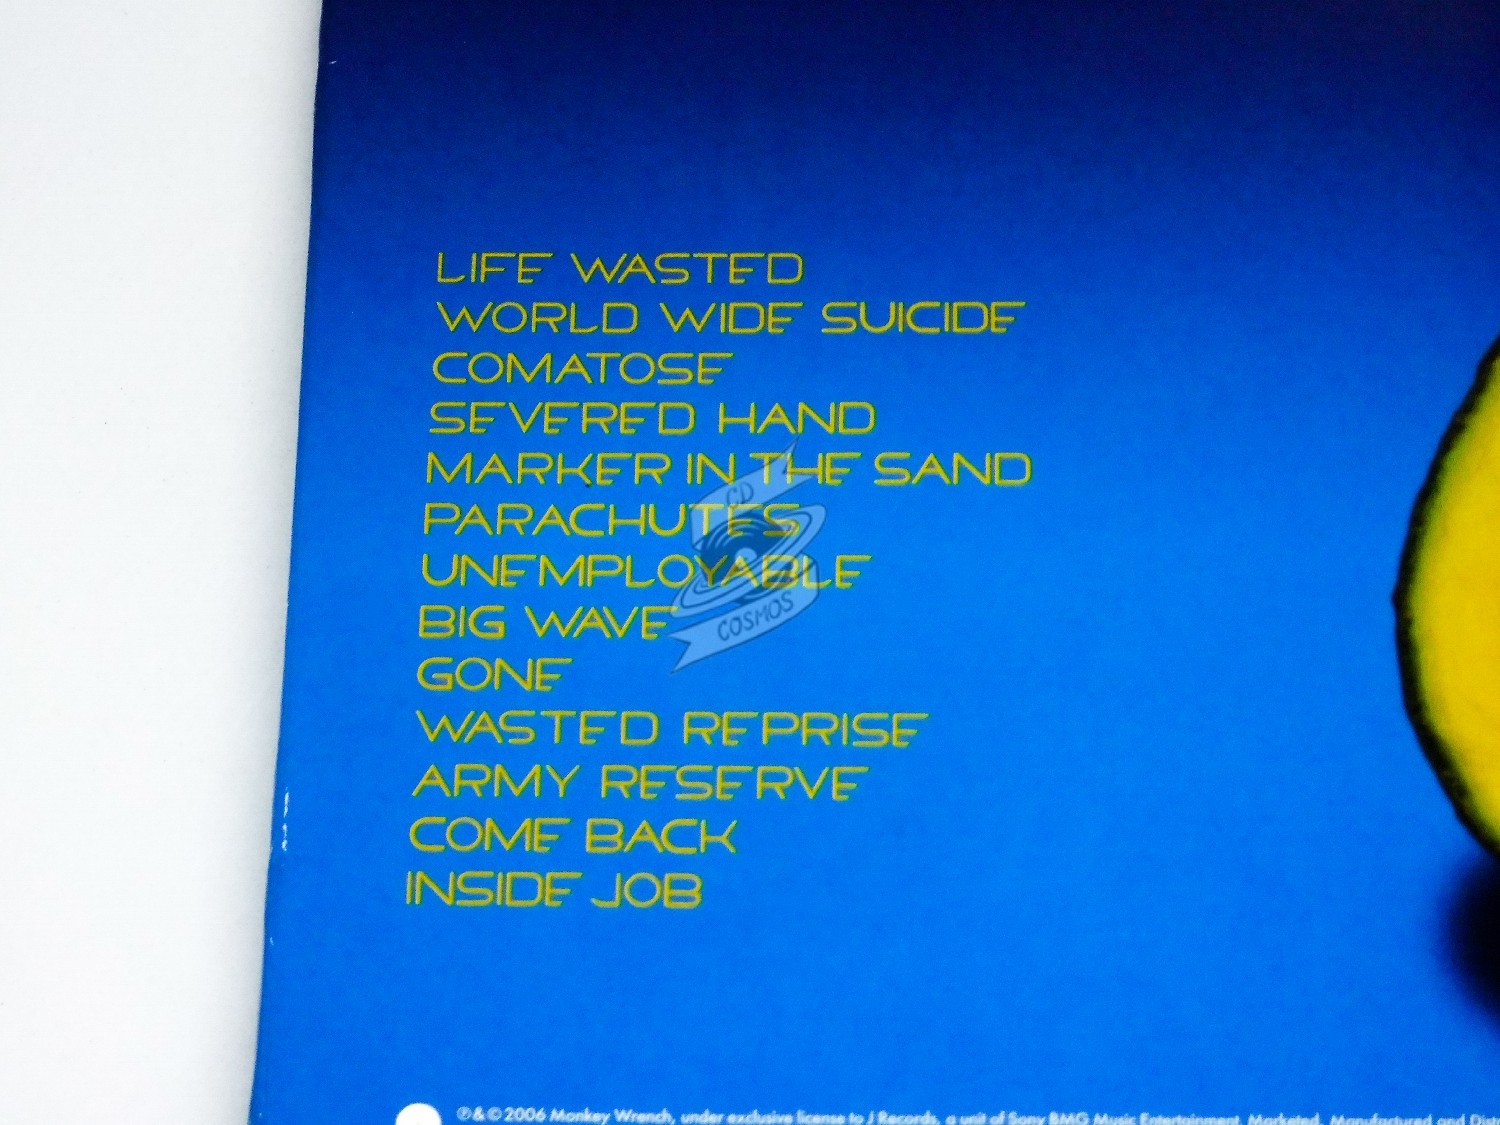 LIFE WASTED
WORLD WIDE SUICIDE
COMATOSE
SEVERED HAND
MARKER IN THE SAND
PARACHUTES
UNEMPLOYABLE
BIG WAVE
GONE
WASTED REPRISE
ARMY RESERVE
COME BACK
INSIDE JOB
CD
COSMOS
℗ & © 2006 Monkey Wrench, under exclusive license to J Records, a unit of Sony BMG Music Entertainment. Marketed, Manufactured and